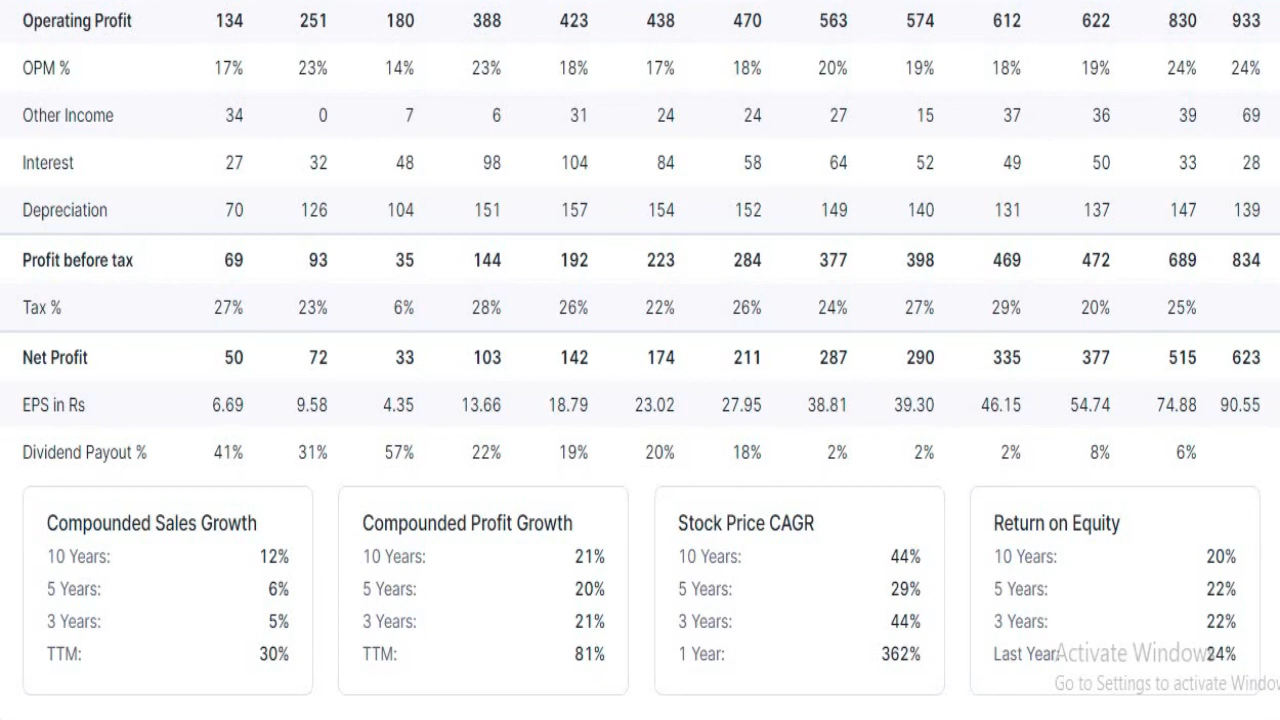 Operating Profit 134 251 180 388 423 438 470 563 574 612 622 830 933
OPM % 17% 23% 14% 23% 18% 17% 18% 20% 19% 18% 19% 24% 24%
Other Income 34 0 7 6 31 24 24 27 15 37 36 39 69
Interest 27 32 48 98 104 84 58 64 52 49 50 33 28
Depreciation 70 126 104 151 157 154 152 149 140 131 137 147 139
Profit before tax 69 93 35 144 192 223 284 377 398 469 472 689 834
Tax % 27% 23% 6% 28% 26% 22% 26% 24% 27% 29% 20% 25%
Net Profit 50 72 33 103 142 174 211 287 290 335 377 515 623
EPS in Rs 6.69 9.58 4.35 13.66 18.79 23.02 27.95 38.81 39.30 46.15 54.74 74.88 90.55
Dividend Payout % 41% 31% 57% 22% 19% 20% 18% 2% 2% 2% 8% 6%
Compounded Sales Growth
10 Years: 12%
5 Years: 6%
3 Years: 5%
TTM: 30%
Compounded Profit Growth
10 Years: 21%
5 Years: 20%
3 Years: 21%
TTM: 81%
Stock Price CAGR
10 Years: 44%
5 Years: 29%
3 Years: 44%
1 Year: 362%
Return on Equity
10 Years: 20%
5 Years: 22%
3 Years: 22%
Last Year: 24%
Activate Windows
Go to Settings to activate Window